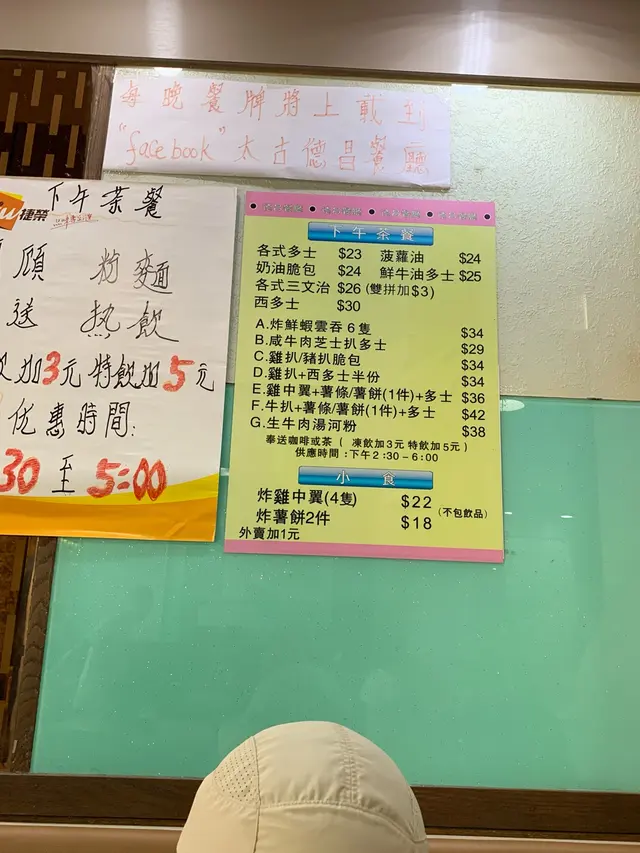 每晚餐牌將上載到
"facebook"太古德昌餐廳
捷榮
下午茶餐
顧 粉麵
送 热飲
加3元 特飲加5元
优惠時間:
30至5:00
下午茶餐
各式多士 $23 菠蘿油 $24
奶油脆包 $24 鮮牛油多士 $25
各式三文治 $26 (雙拼加$3)
西多士 $30
A.炸鮮蝦雲吞6隻 $34
B.咸牛肉芝士扒多士 $29
C.雞扒/豬扒脆包 $34
D.雞扒+西多士半份 $34
E.雞中翼+薯條/薯餅(1件)+多士 $36
F.牛扒+薯條/薯餅(1件)+多士 $42
G.生牛肉湯河粉 $38
奉送咖啡或茶 ( 凍飲加3元 特飲加5元 )
供應時間 :下午2:30-6:00
小食
炸雞中翼(4隻) $22
(不包飲品)
炸薯餅2件 $18
外賣加1元